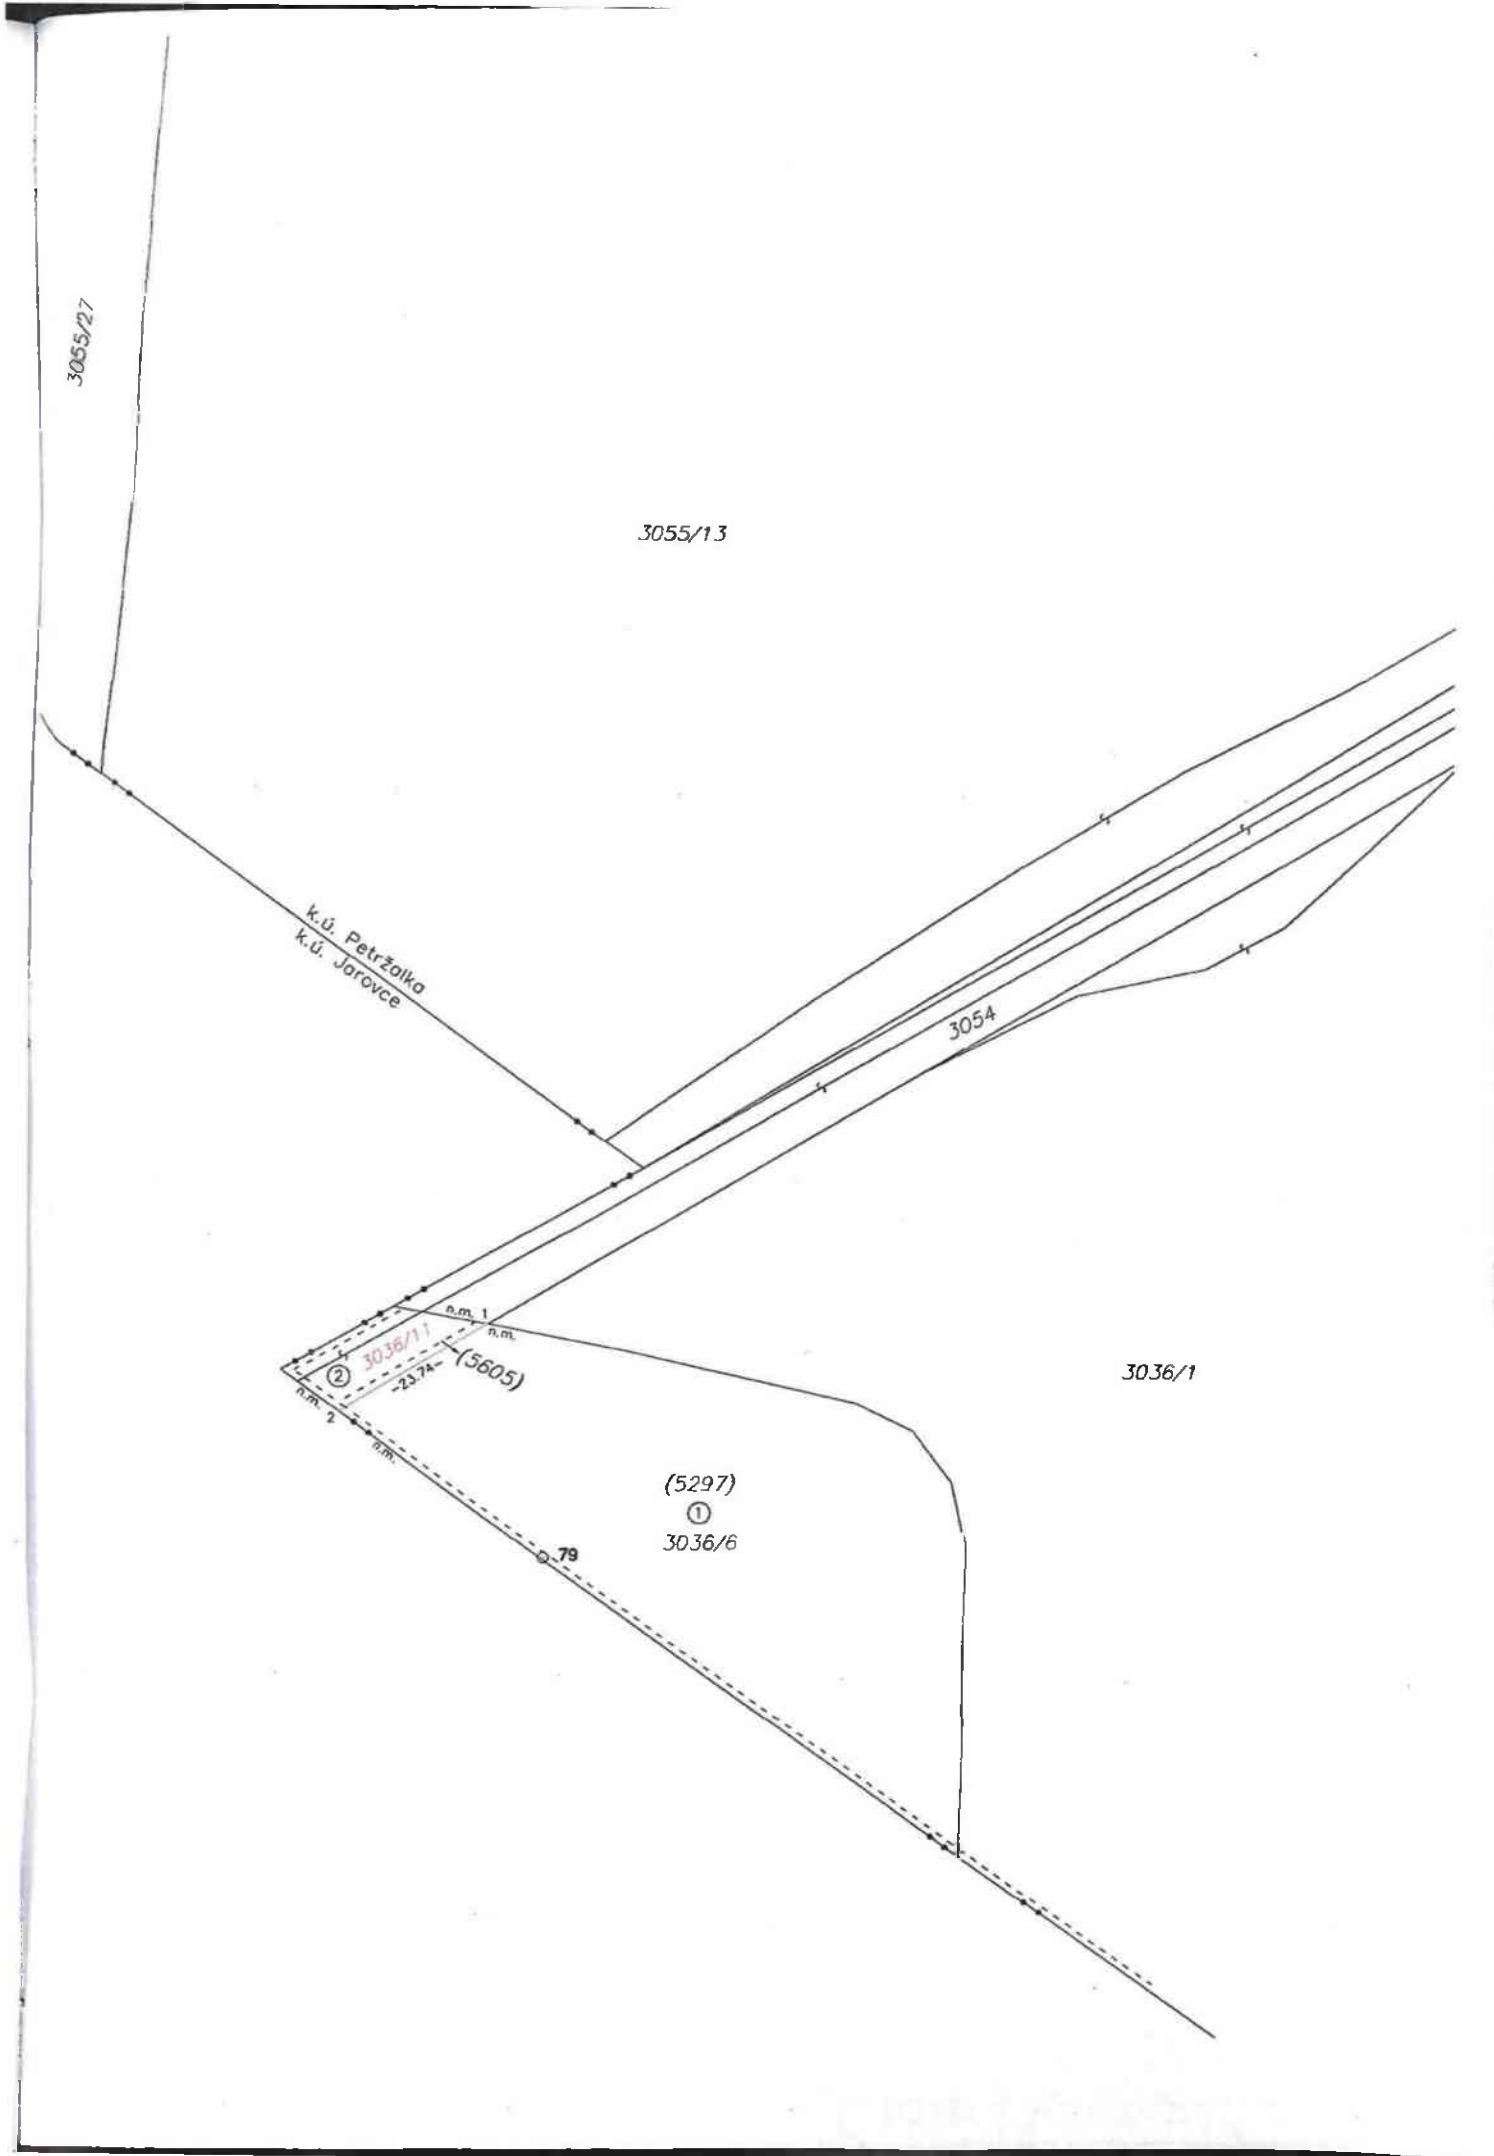 3055/27
3055/13
k.ú. Petržalka
k.ú. Jarovce
3054
n.m. 1
n.m.
3036/11
②
-23.74-
(5605)
3036/1
n.m. 2
n.m.
(5297)
①
3036/6
79